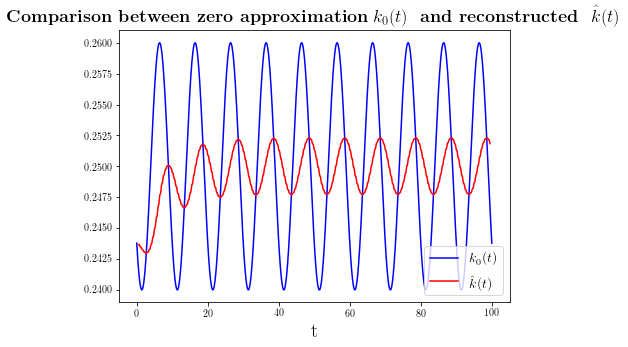 Comparison between zero approximation k₀(t) and reconstructed k̂(t)
0.2600
0.2575
0.2550
0.2525
0.2500
0.2475
0.2450
0.2425
0.2400
0 20 40 60 80 100
t
k₀(t)
k̂(t)